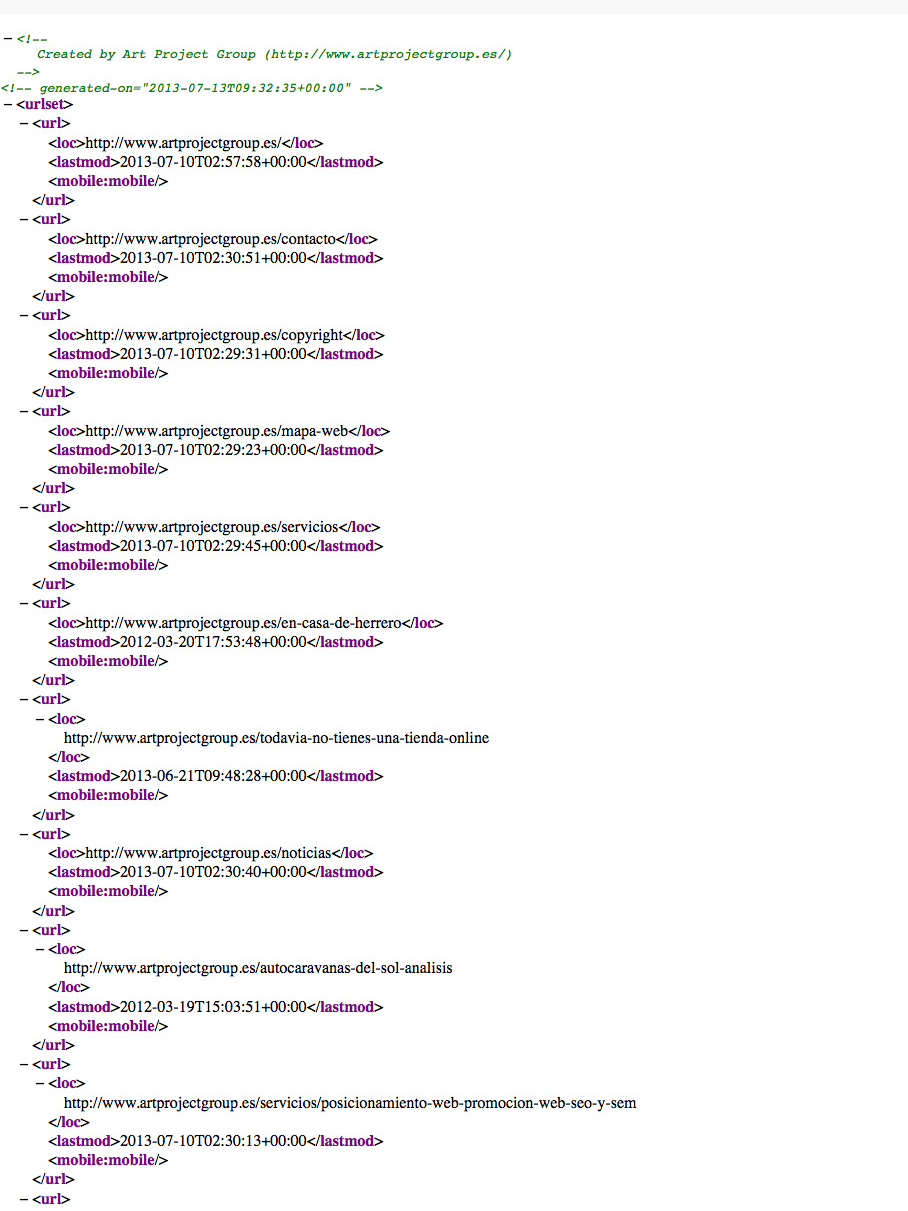 − <!--
Created by Art Project Group (http://www.artprojectgroup.es/)
-->
<!-- generated-on="2013-07-13T09:32:35+00:00" -->
− <urlset>
− <url>
<loc>http://www.artprojectgroup.es/</loc>
<lastmod>2013-07-10T02:57:58+00:00</lastmod>
<mobile:mobile/>
</url>
− <url>
<loc>http://www.artprojectgroup.es/contacto</loc>
<lastmod>2013-07-10T02:30:51+00:00</lastmod>
<mobile:mobile/>
</url>
− <url>
<loc>http://www.artprojectgroup.es/copyright</loc>
<lastmod>2013-07-10T02:29:31+00:00</lastmod>
<mobile:mobile/>
</url>
− <url>
<loc>http://www.artprojectgroup.es/mapa-web</loc>
<lastmod>2013-07-10T02:29:23+00:00</lastmod>
<mobile:mobile/>
</url>
− <url>
<loc>http://www.artprojectgroup.es/servicios</loc>
<lastmod>2013-07-10T02:29:45+00:00</lastmod>
<mobile:mobile/>
</url>
− <url>
<loc>http://www.artprojectgroup.es/en-casa-de-herrero</loc>
<lastmod>2012-03-20T17:53:48+00:00</lastmod>
<mobile:mobile/>
</url>
− <url>
− <loc>
http://www.artprojectgroup.es/todavia-no-tienes-una-tienda-online
</loc>
<lastmod>2013-06-21T09:48:28+00:00</lastmod>
<mobile:mobile/>
</url>
− <url>
<loc>http://www.artprojectgroup.es/noticias</loc>
<lastmod>2013-07-10T02:30:40+00:00</lastmod>
<mobile:mobile/>
</url>
− <url>
− <loc>
http://www.artprojectgroup.es/autocaravanas-del-sol-analisis
</loc>
<lastmod>2012-03-19T15:03:51+00:00</lastmod>
<mobile:mobile/>
</url>
− <url>
− <loc>
http://www.artprojectgroup.es/servicios/posicionamiento-web-promocion-web-seo-y-sem
</loc>
<lastmod>2013-07-10T02:30:13+00:00</lastmod>
<mobile:mobile/>
</url>
− <url>